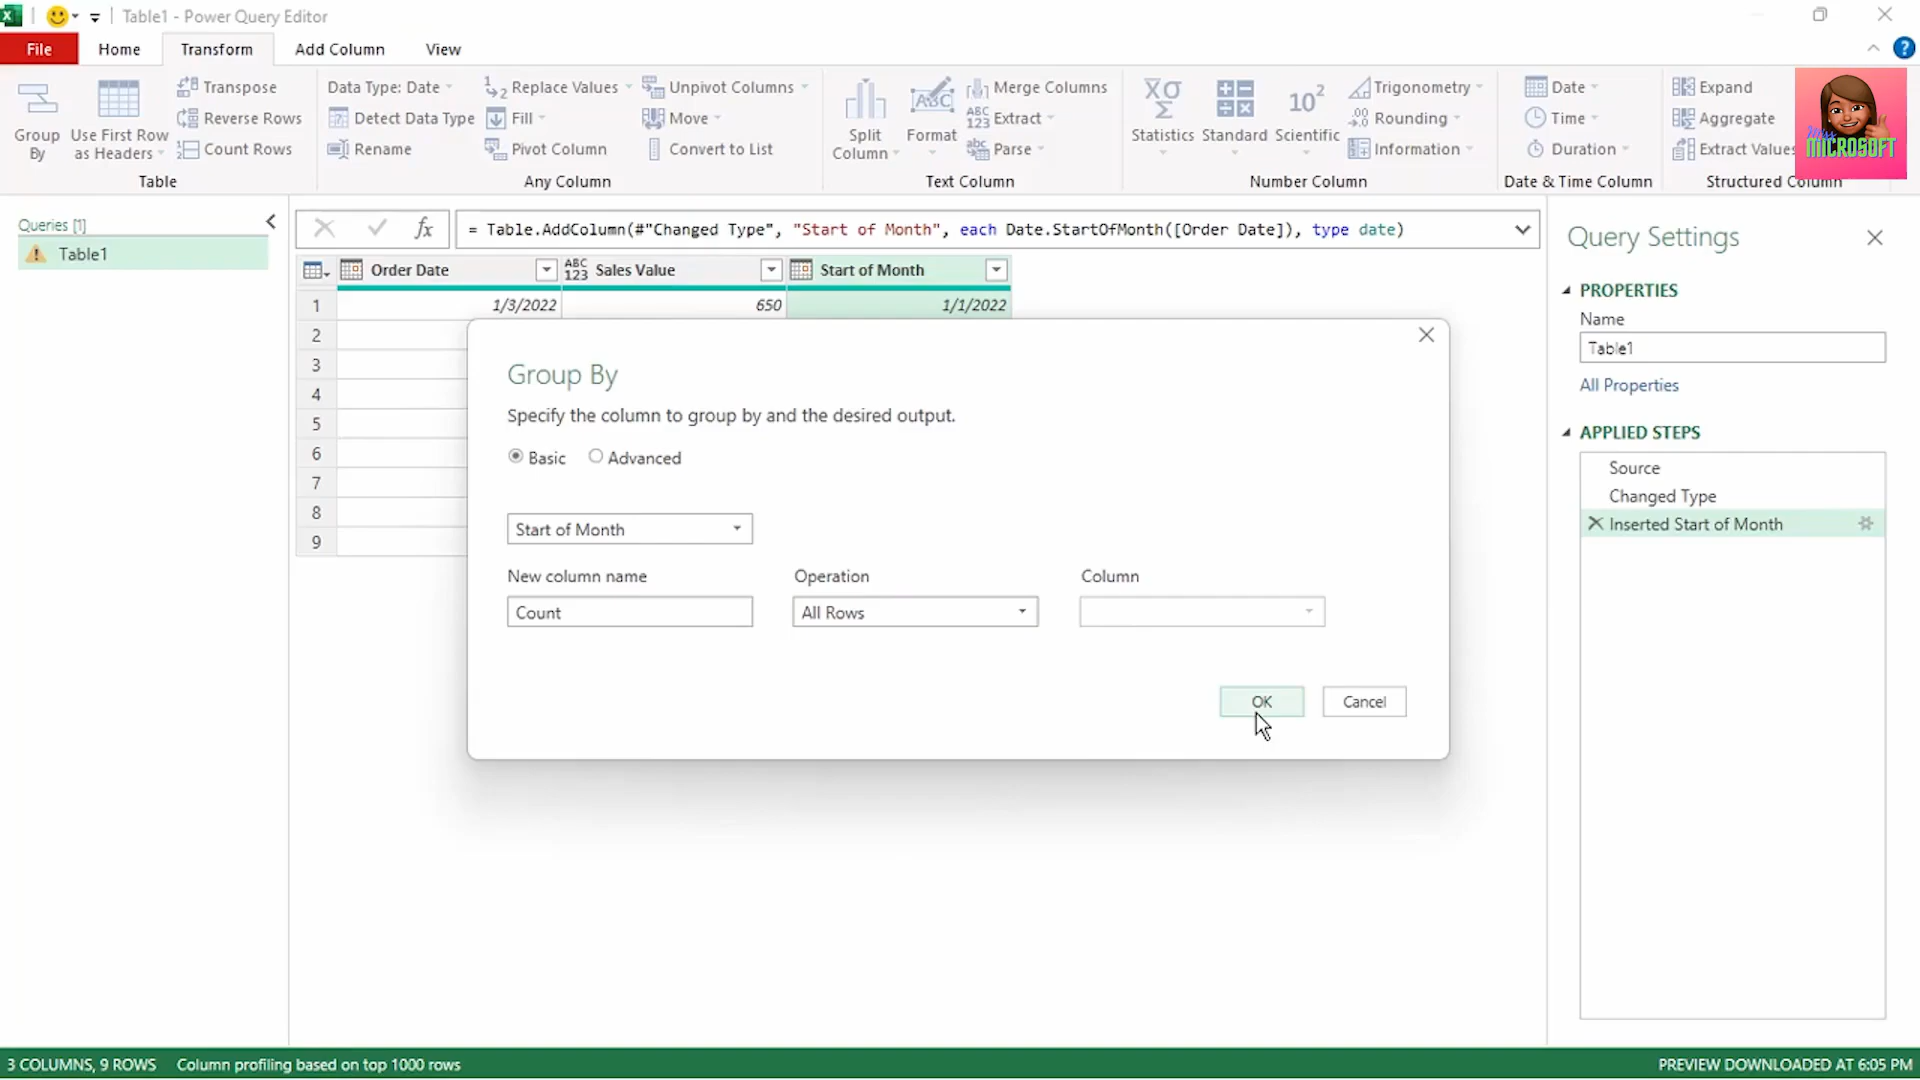 Table1 - Power Query Editor
File
Home
Transform
Add Column
View
?
Group By
Use First Row as Headers
Transpose
Reverse Rows
Count Rows
Table
Data Type: Date
Detect Data Type
Rename
Replace Values
Fill
Pivot Column
Unpivot Columns
Move
Convert to List
Any Column
Split Column
Format
Merge Columns
Extract
Parse
Text Column
Statistics
Standard
Scientific
Trigonometry
Rounding
Information
Number Column
Date
Time
Duration
Date & Time Column
Expand
Aggregate
Extract Values
Structured Column
Miss
MICROSOFT
Queries [1]
Table1
fx
= Table.AddColumn(#"Changed Type", "Start of Month", each Date.StartOfMonth([Order Date]), type date)
Order Date
ABC 123 Sales Value
Start of Month
1 1/3/2022 650 1/1/2022
2
3
4
5
6
7
8
9
Group By
Specify the column to group by and the desired output.
Basic Advanced
Start of Month
New column name Operation Column
Count All Rows
OK Cancel
Query Settings
PROPERTIES
Name
Table1
All Properties
APPLIED STEPS
Source
Changed Type
Inserted Start of Month
3 COLUMNS, 9 ROWS Column profiling based on top 1000 rows
PREVIEW DOWNLOADED AT 6:05 PM